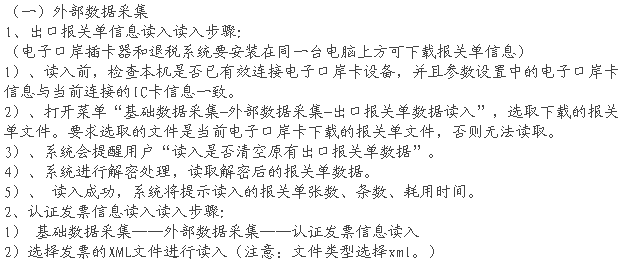 （一）外部数据采集
1、出口报关单信息读入读入步骤:
（电子口岸插卡器和退税系统要安装在同一台电脑上方可下载报关单信息）
1）、读入前，检查本机是否已有效连接电子口岸卡设备，并且参数设置中的电子口岸卡
信息与当前连接的IC卡信息一致。
2）、打开菜单“基础数据采集—外部数据采集—出口报关单数据读入”，选取下载的报关
单文件。要求选取的文件是当前电子口岸卡下载的报关单文件，否则无法读取。
3）、系统会提醒用户“读入是否清空原有出口报关单数据”。
4）、系统进行解密处理，读取解密后的报关单数据。
5）、 读入成功，系统将提示读入的报关单张数、条数、耗用时间。
2、认证发票信息读入读入步骤:
1） 基础数据采集——外部数据采集——认证发票信息读入
2）选择发票的XML文件进行读入（注意：文件类型选择xml。）